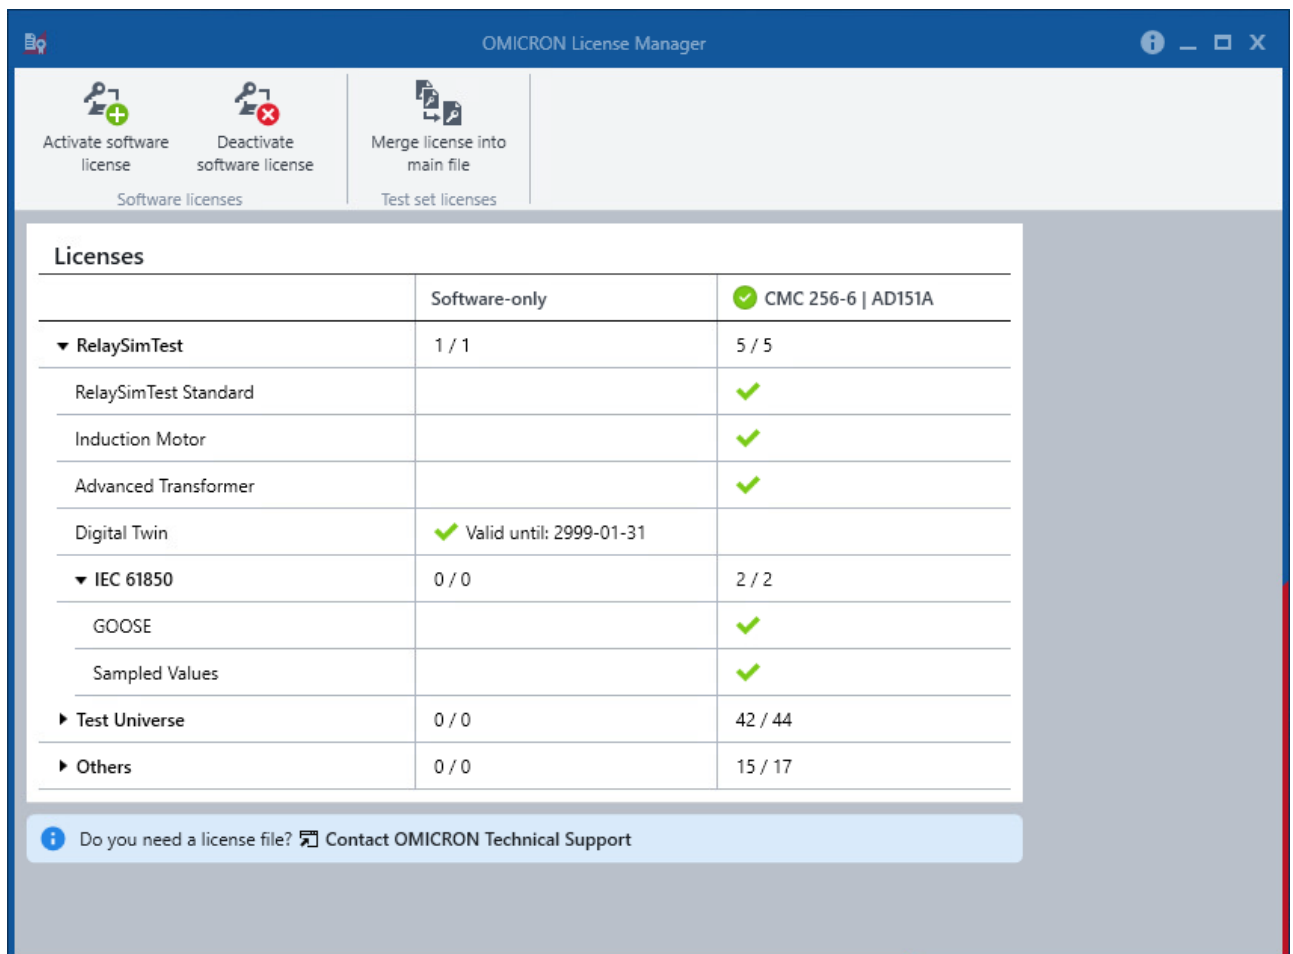 OMICRON License Manager
Activate software
license
Deactivate
software license
Merge license into
main file
Software licenses
Test set licenses
Licenses
Software-only
CMC 256-6 | AD151A
RelaySimTest
1 / 1
5 / 5
RelaySimTest Standard
Induction Motor
Advanced Transformer
Digital Twin
Valid until: 2999-01-31
IEC 61850
0 / 0
2 / 2
GOOSE
Sampled Values
Test Universe
0 / 0
42 / 44
Others
0 / 0
15 / 17
Do you need a license file? Contact OMICRON Technical Support